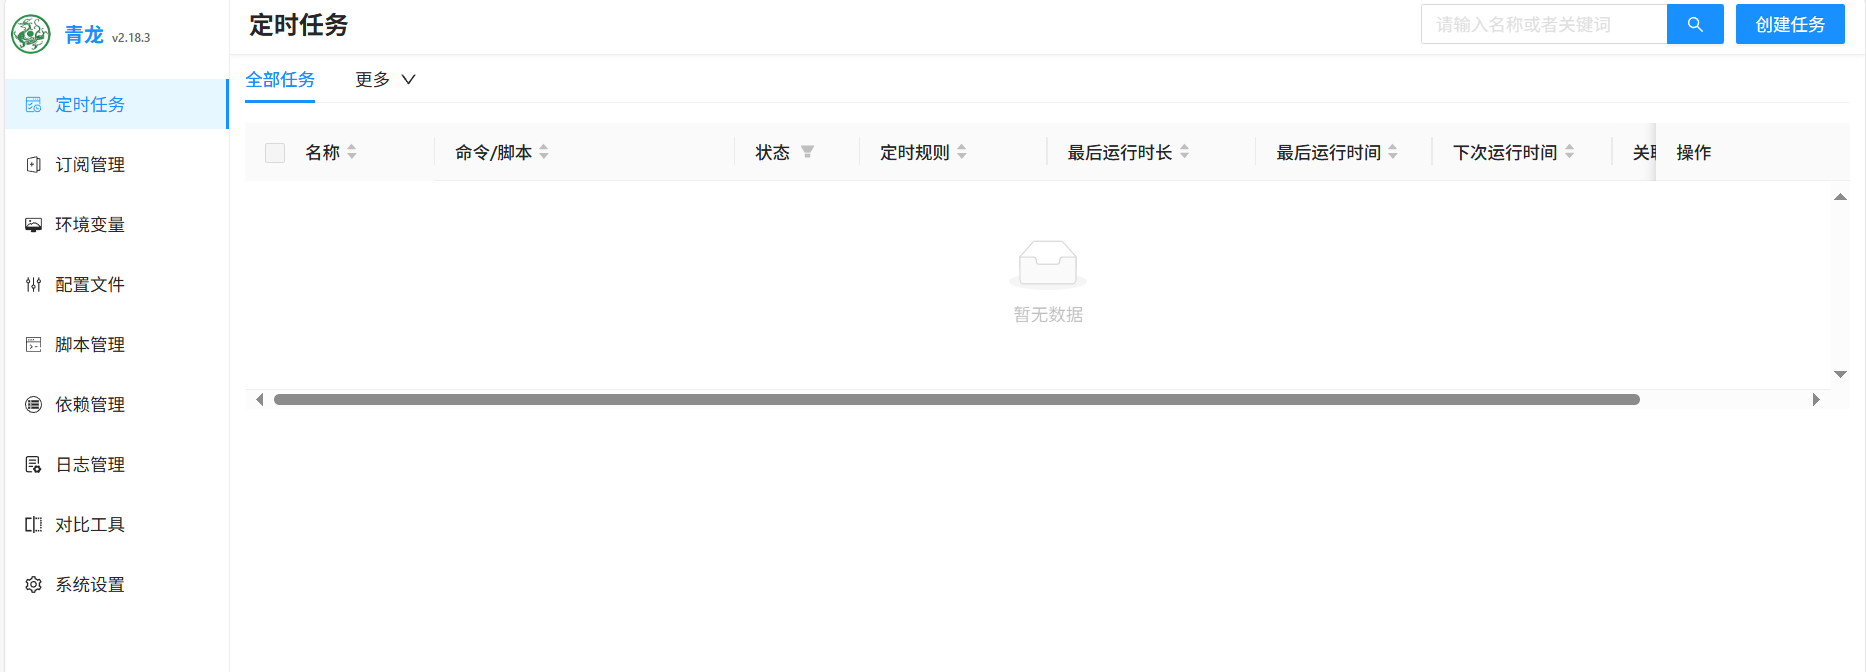 青龙 v2.18.3
定时任务
请输入名称或者关键词
创建任务
全部任务 更多
定时任务
订阅管理
环境变量
配置文件
脚本管理
依赖管理
日志管理
对比工具
系统设置
名称 命令/脚本 状态 定时规则 最后运行时长 最后运行时间 下次运行时间 关 操作
暂无数据